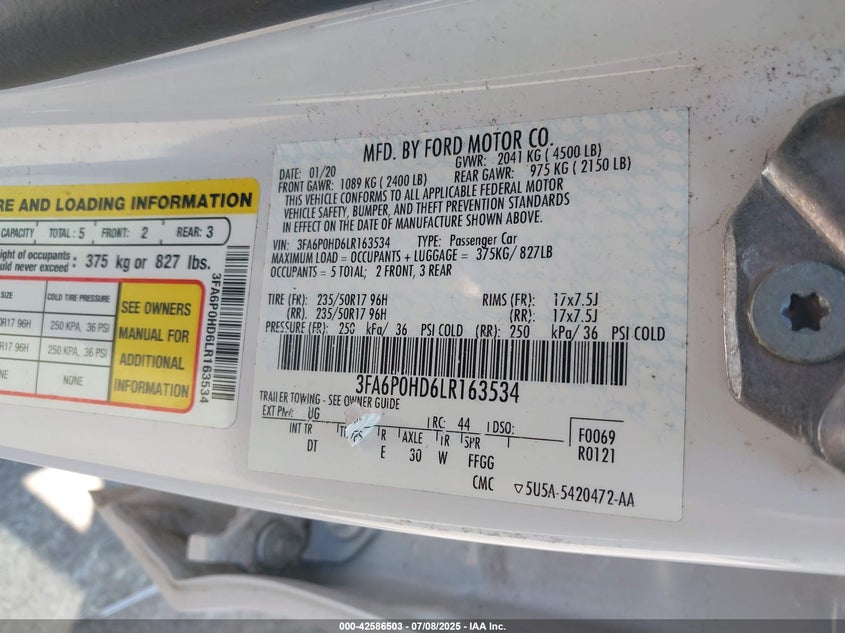 MFD. BY FORD MOTOR CO.
DATE: 01/20 GVWR: 2041 KG ( 4500 LB)
FRONT GAWR: 1089 KG ( 2400 LB) REAR GAWR: 975 KG ( 2150 LB)
THIS VEHICLE CONFORMS TO ALL APPLICABLE FEDERAL MOTOR
VEHICLE SAFETY, BUMPER, AND THEFT PREVENTION STANDARDS
IN EFFECT ON THE DATE OF MANUFACTURE SHOWN ABOVE.
VIN: 3FA6P0HD6LR163534 TYPE: Passenger Car
MAXIMUM LOAD = OCCUPANTS + LUGGAGE = 375KG/ 827LB
OCCUPANTS = 5 TOTAL; 2 FRONT, 3 REAR
TIRE (FR): 235/50R17 96H RIMS (FR): 17x7.5J
(RR): 235/50R17 96H (RR): 17x7.5J
PRESSURE (FR): 250 kPa/ 36 PSI COLD (RR): 250 kPa/ 36 PSI COLD
3FA6P0HD6LR163534
TRAILER TOWING - SEE OWNER GUIDE
EXT PNT: UG RC: 44 DSO: F0069
INT TR R AXLE TR SPR R0121
DT E 30 W FFGG
CMC ▽5U5A-5420472-AA
RE AND LOADING INFORMATION
CAPACITY TOTAL: 5 FRONT: 2 REAR: 3
ght of occupants
uld never exceed : 375 kg or 827 lbs.
SIZE COLD TIRE PRESSURE
0R17 96H 250 KPA, 36 PSI
0R17 96H 250 KPA, 36 PSI
NE NONE
SEE OWNERS
MANUAL FOR
ADDITIONAL
INFORMATION
3FA6P0HD6LR163534
000-42586503 - 07/08/2025 - IAA Inc.